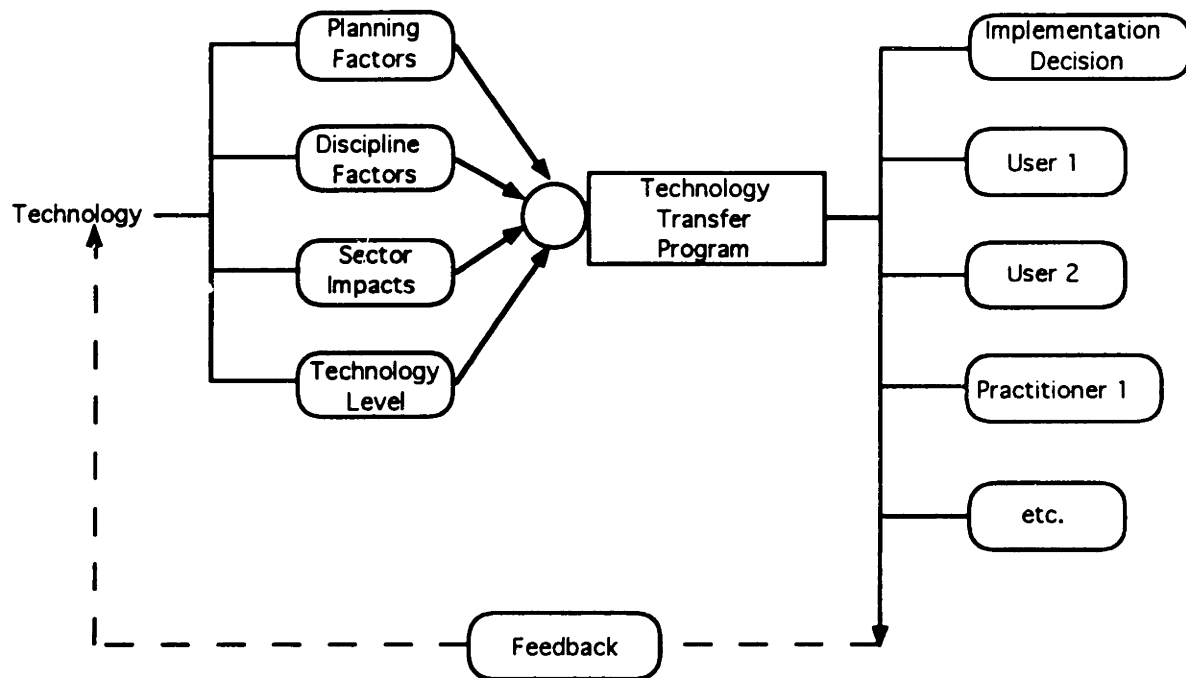 Planning
Factors
Discipline
Factors
Technology
Sector
Impacts
Technology
Level
Technology
Transfer
Program
Implementation
Decision
User 1
User 2
Practitioner 1
etc.
Feedback